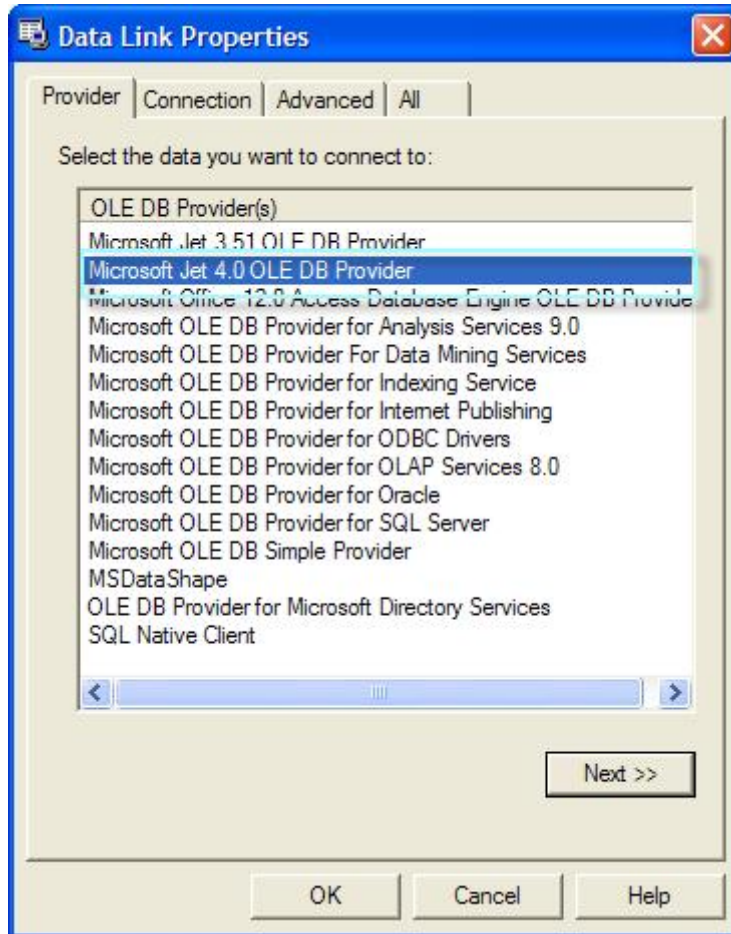 Data Link Properties
Provider Connection Advanced All
Select the data you want to connect to:
OLE DB Provider(s)
Microsoft Jet 3.51 OLE DB Provider
Microsoft Jet 4.0 OLE DB Provider
Microsoft Office 12.0 Access Database Engine OLE DB Provide
Microsoft OLE DB Provider for Analysis Services 9.0
Microsoft OLE DB Provider For Data Mining Services
Microsoft OLE DB Provider for Indexing Service
Microsoft OLE DB Provider for Internet Publishing
Microsoft OLE DB Provider for ODBC Drivers
Microsoft OLE DB Provider for OLAP Services 8.0
Microsoft OLE DB Provider for Oracle
Microsoft OLE DB Provider for SQL Server
Microsoft OLE DB Simple Provider
MSDataShape
OLE DB Provider for Microsoft Directory Services
SQL Native Client
Next >>
OK Cancel Help